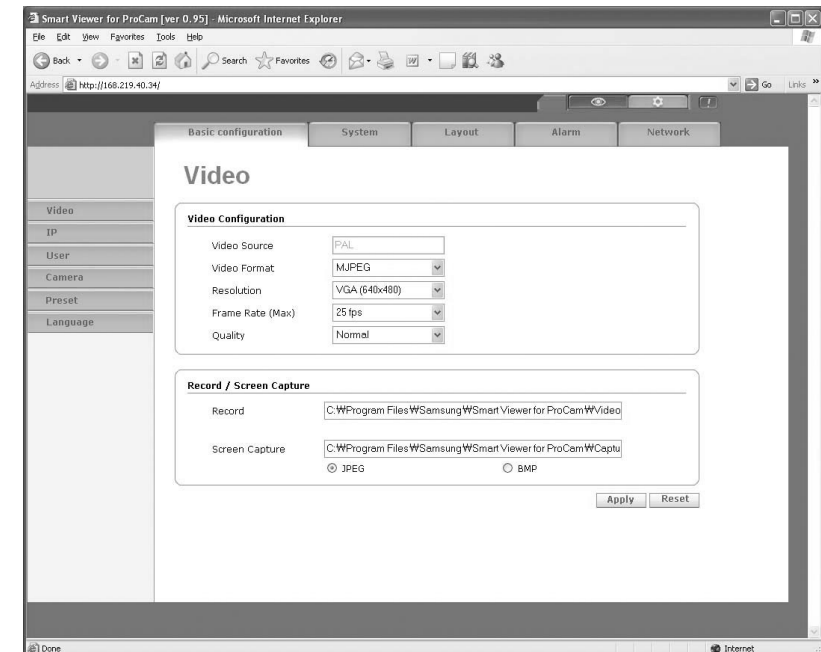 Smart Viewer for ProCam [ver 0.95] - Microsoft Internet Explorer
File Edit View Favorites Tools Help
Back Search Favorites
Address http://168.219.40.34/ Go Links »
Basic configuration System Layout Alarm Network
Video
Video
IP
User
Camera
Preset
Language
Video Configuration
Video Source PAL
Video Format MJPEG
Resolution VGA (640x480)
Frame Rate (Max) 25 fps
Quality Normal
Record / Screen Capture
Record C:₩Program Files₩Samsung₩Smart Viewer for ProCam₩Video
Screen Capture C:₩Program Files₩Samsung₩Smart Viewer for ProCam₩Captu
JPEG BMP
Apply Reset
Done Internet